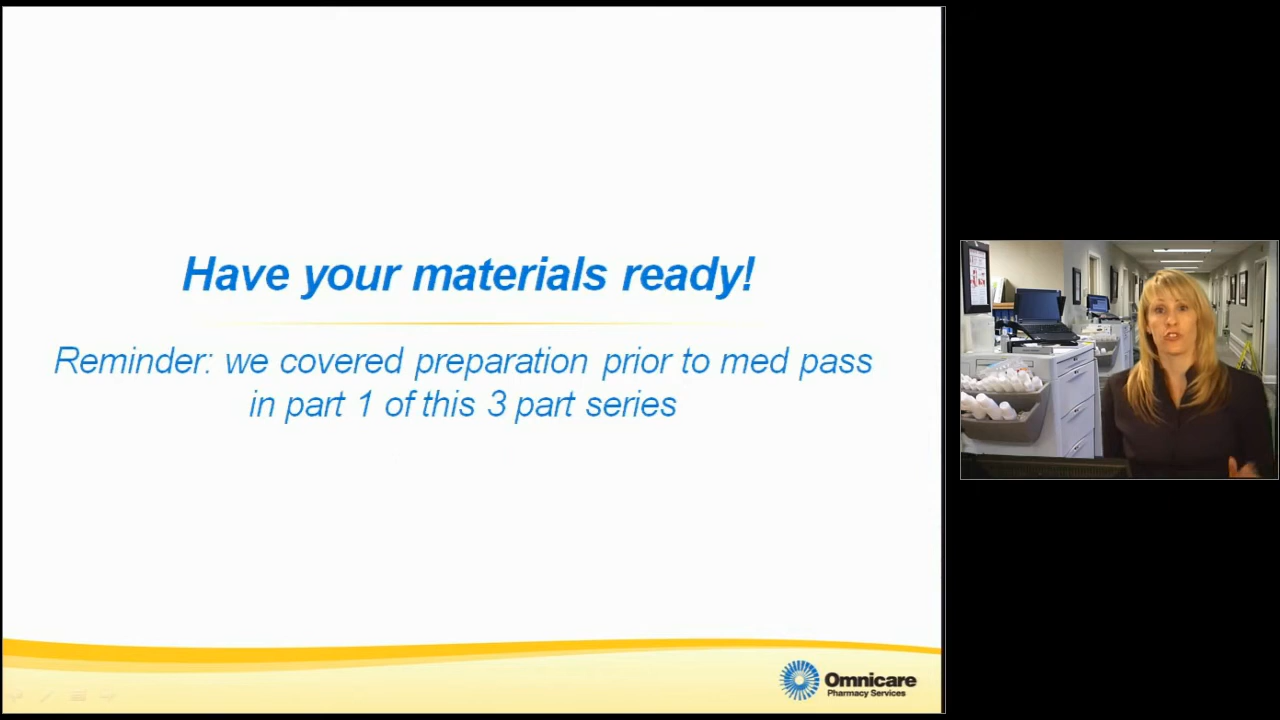 Have your materials ready!
Reminder: we covered preparation prior to med pass
in part 1 of this 3 part series
Omnicare
Pharmacy Services